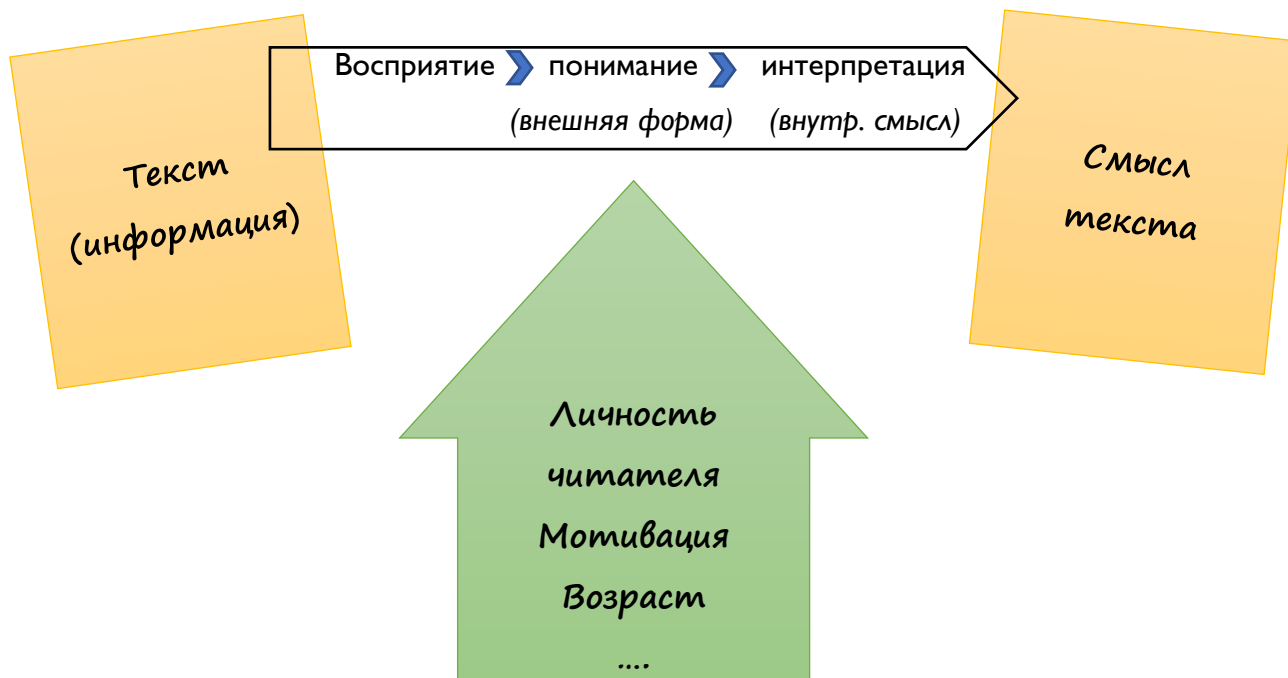 Восприятие понимание интерпретация
(внешняя форма) (внутр. смысл)
Текст
(информация)
Смысл
текста
Личность
читателя
Мотивация
Возраст
....